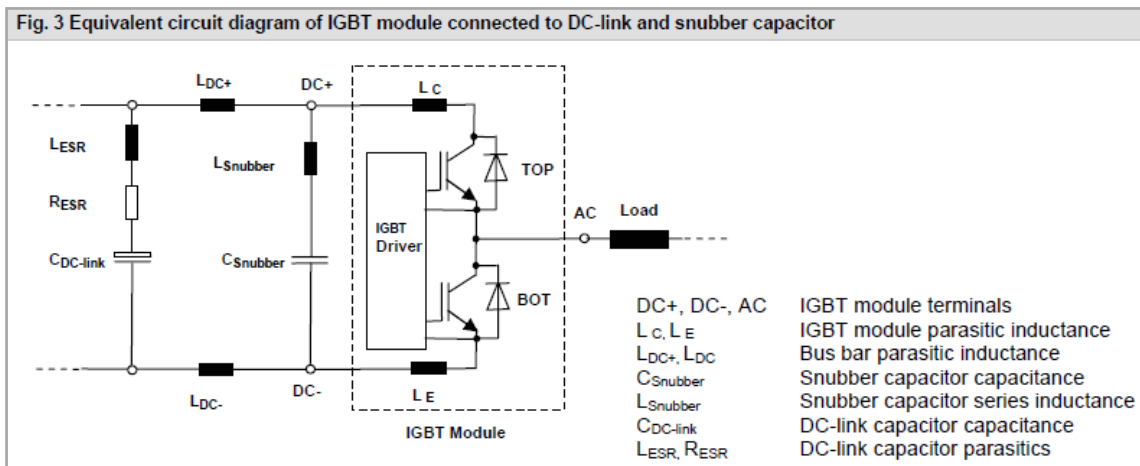 Fig. 3 Equivalent circuit diagram of IGBT module connected to DC-link and snubber capacitor
LDC+
DC+
LC
LESR
LSnubber
TOP
RESR
IGBT
Driver
AC
Load
CDC-link
CSnubber
BOT
LDC-
DC-
LE
IGBT Module
DC+, DC-, AC IGBT module terminals
LC, LE IGBT module parasitic inductance
LDC+, LDC Bus bar parasitic inductance
CSnubber Snubber capacitor capacitance
LSnubber Snubber capacitor series inductance
CDC-link DC-link capacitor capacitance
LESR, RESR DC-link capacitor parasitics